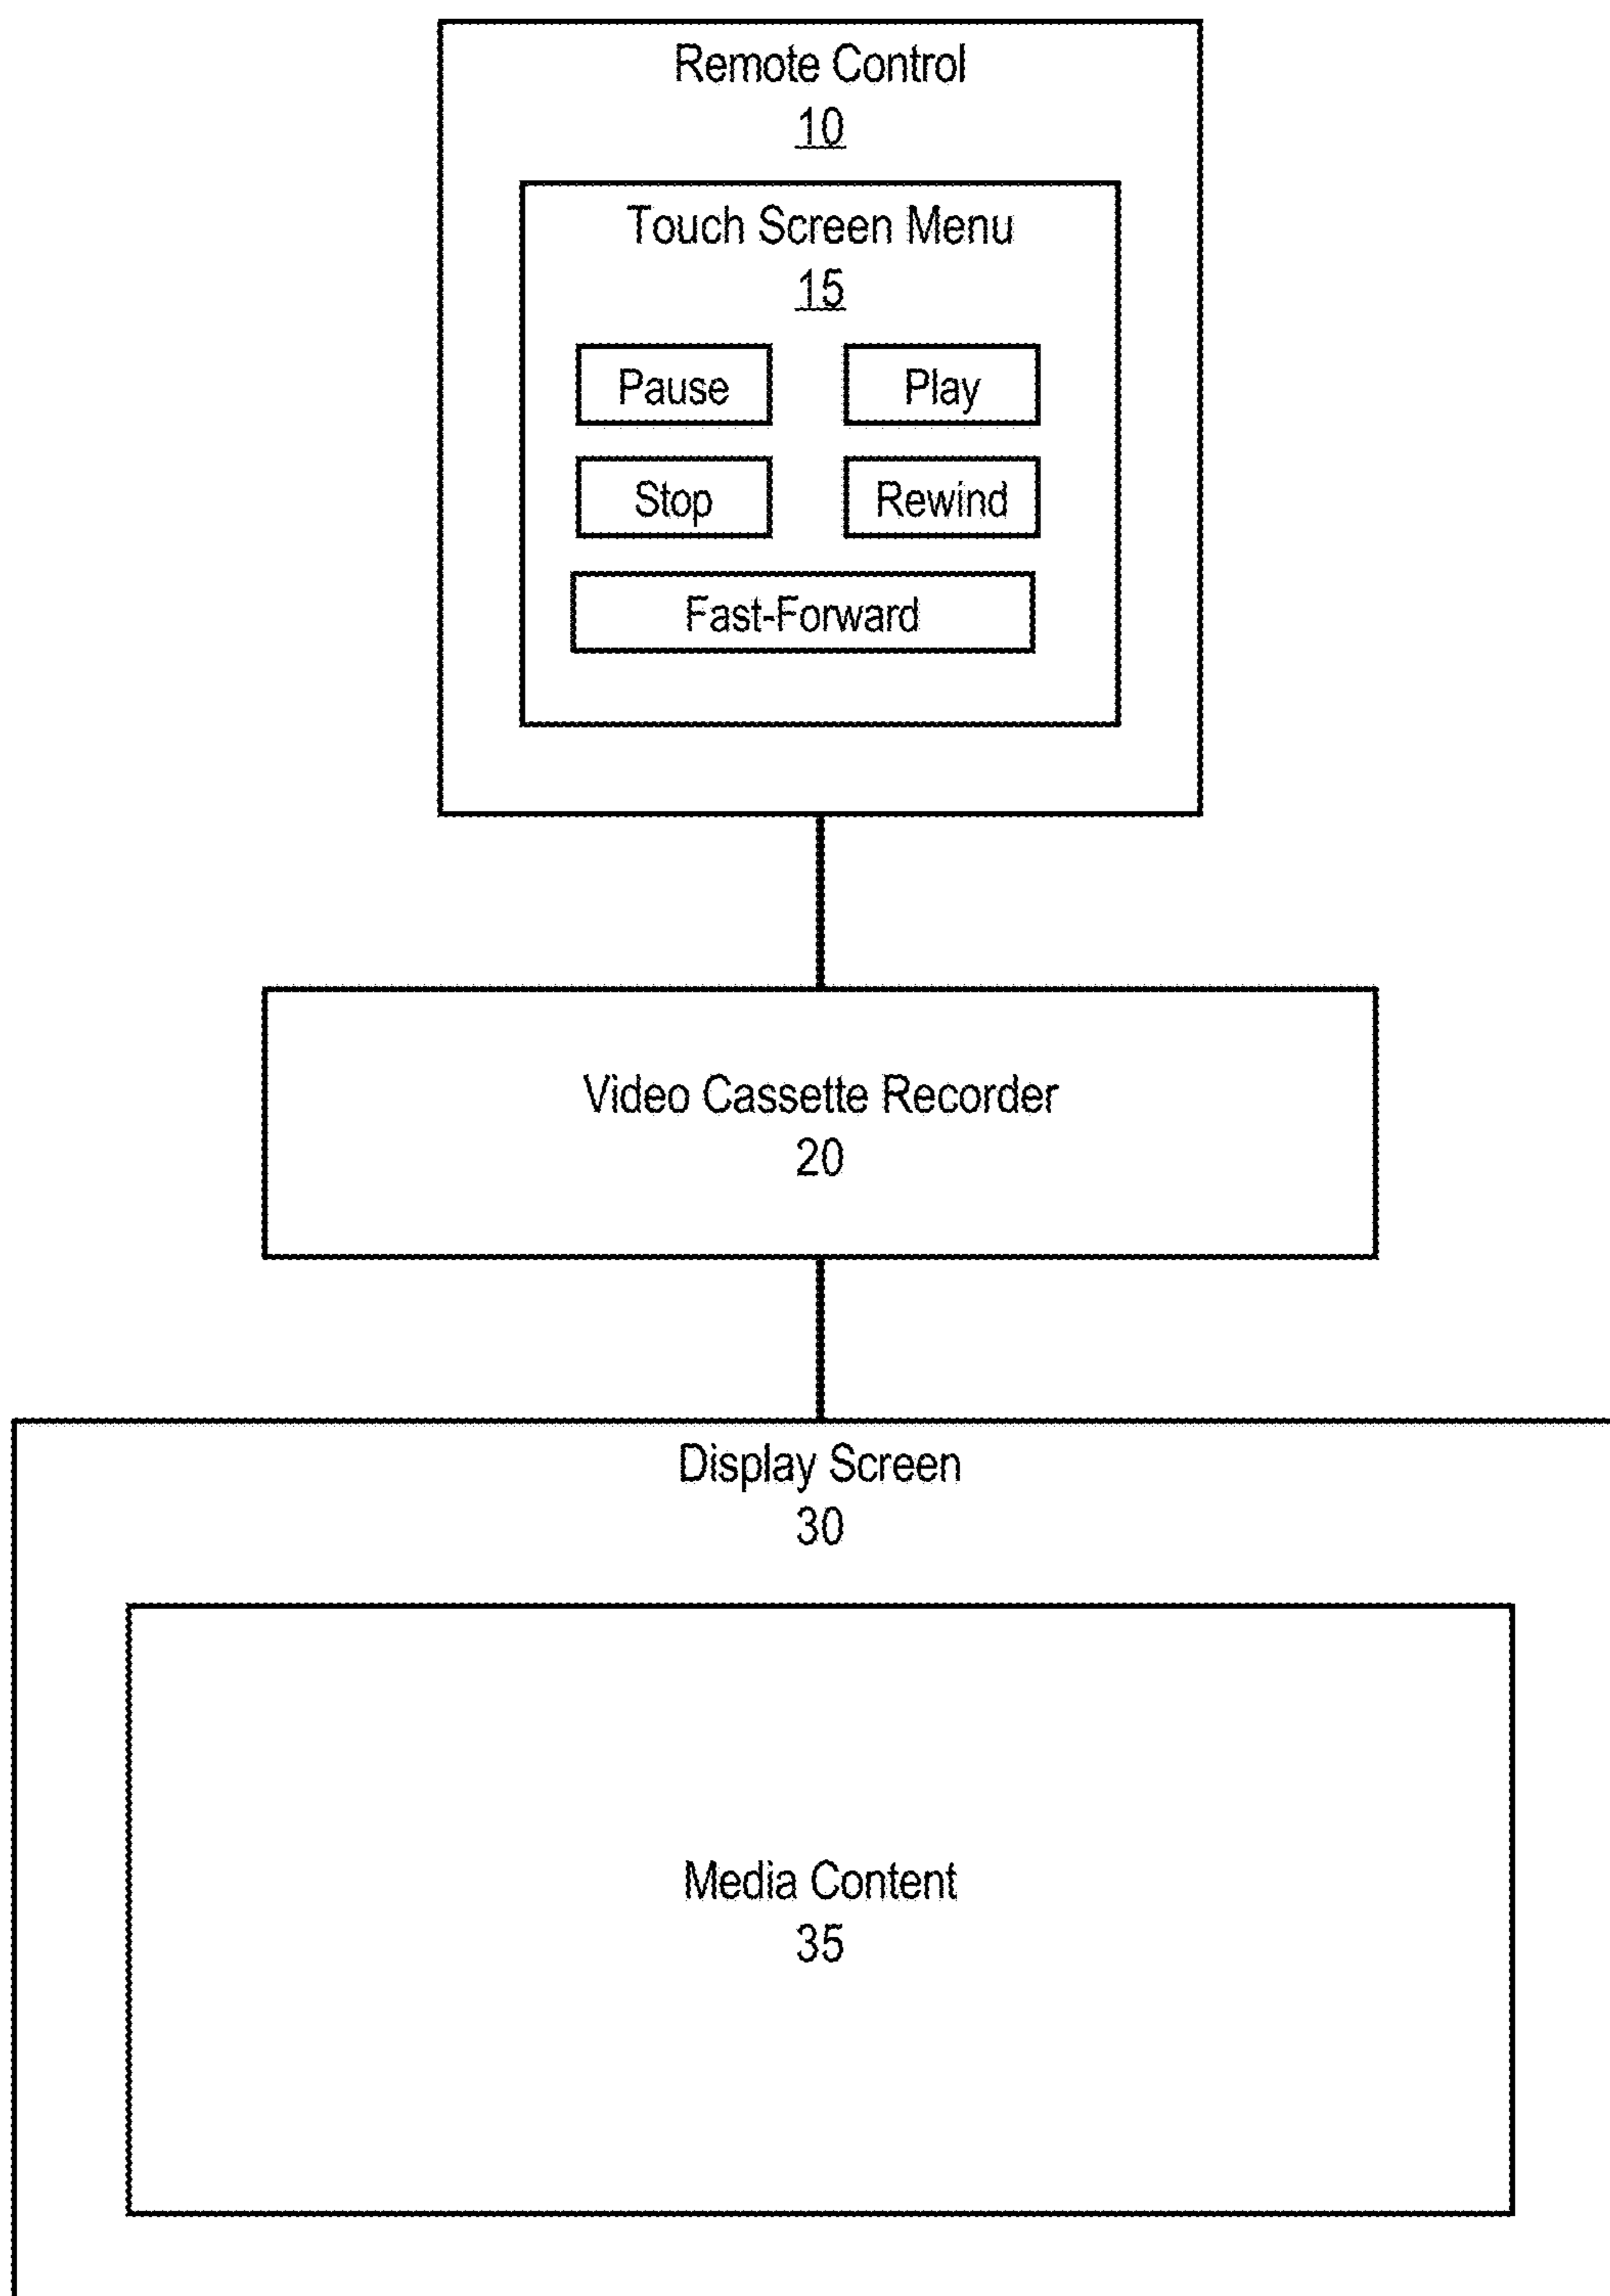 Remote Control
10
Touch Screen Menu
15
Pause Play
Stop Rewind
Fast-Forward
Video Cassette Recorder
20
Display Screen
30
Media Content
35